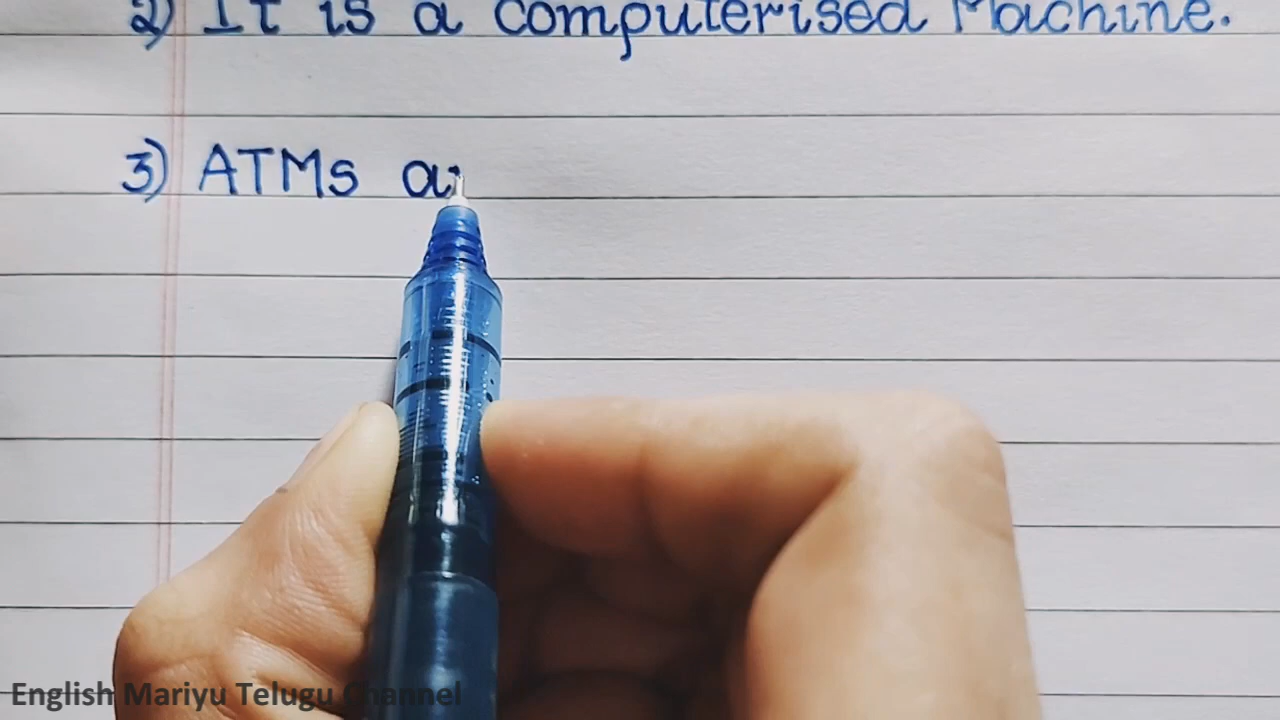 2) It is a computerised Machine.
3) ATMs a
English Mariyu Telugu Channel